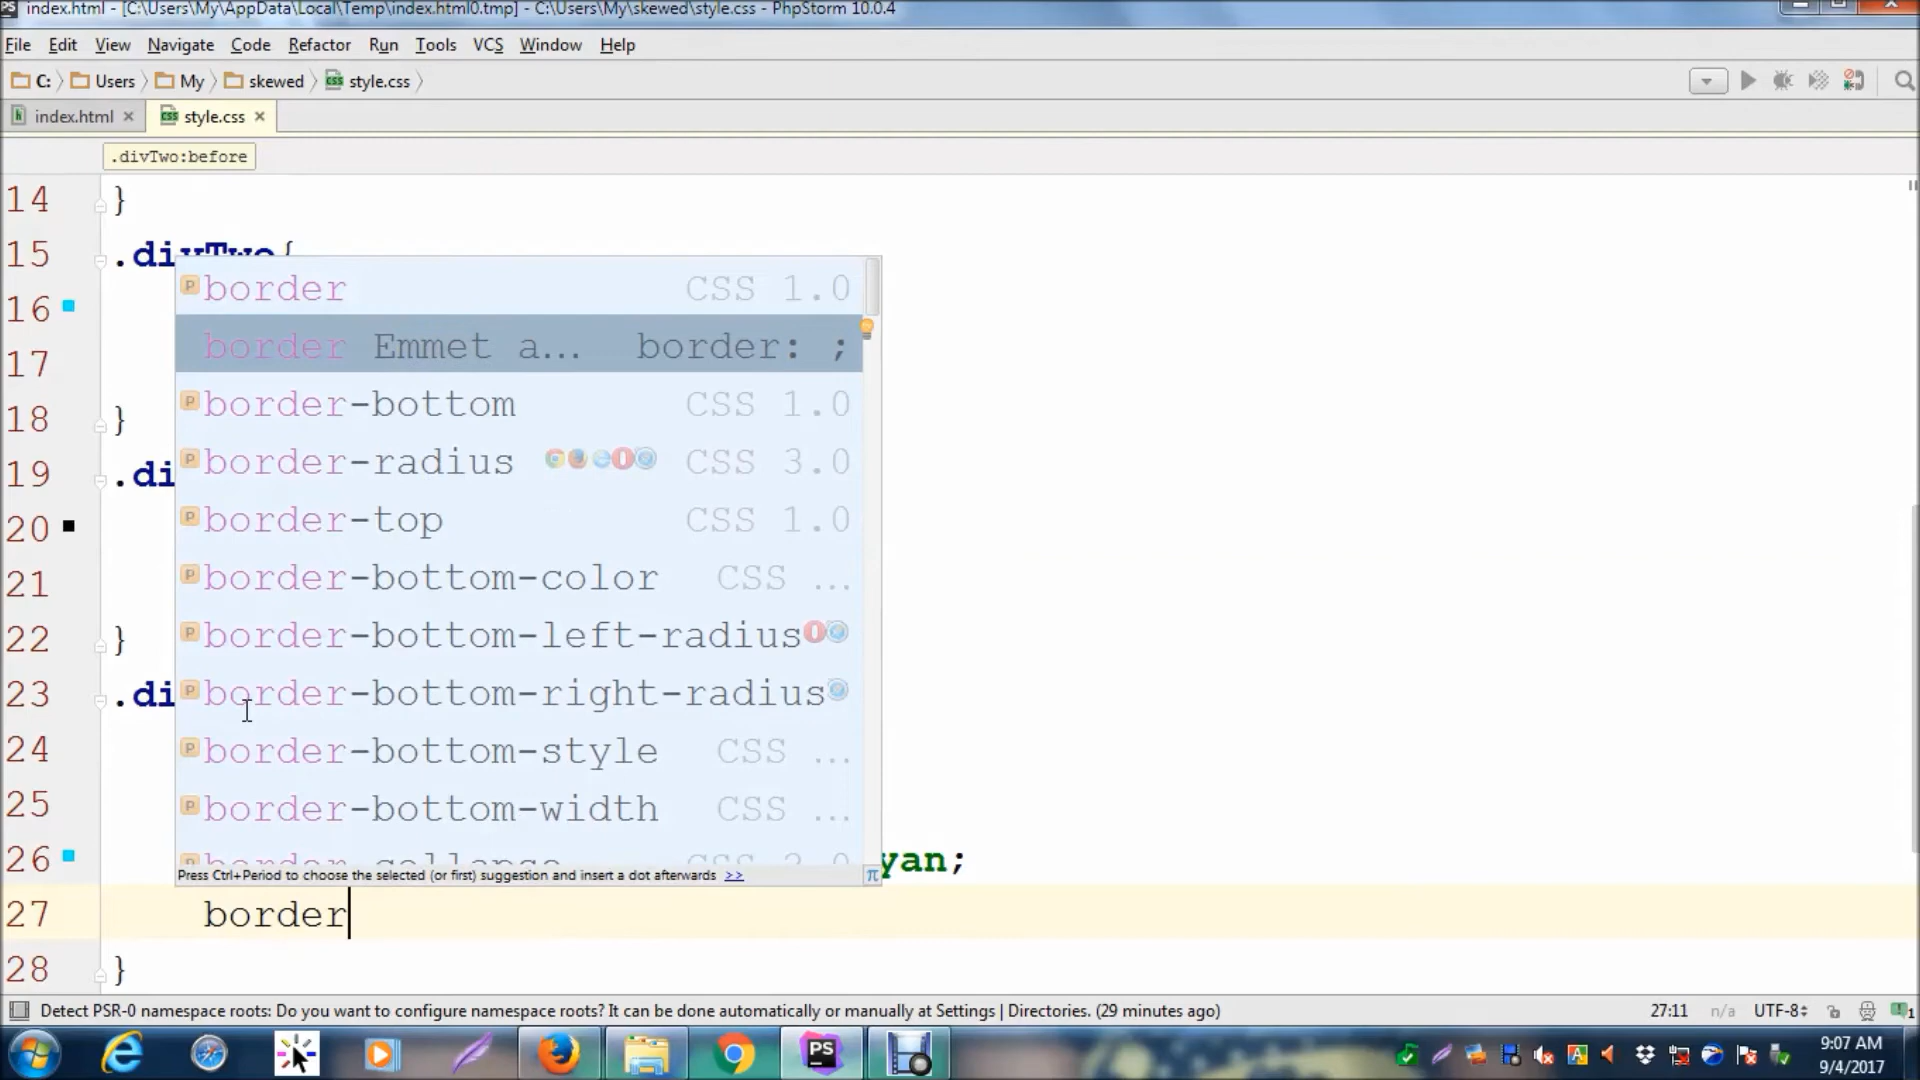 index.html - [C:\Users\My\AppData\Local\Temp\index.html0.tmp] - C:\Users\My\skewed\style.css - PhpStorm 10.0.4
File Edit View Navigate Code Refactor Run Tools VCS Window Help
C: Users My skewed style.css
index.html style.css
.divTwo:before
14 }
15 .divTwo{
border CSS 1.0
16
border Emmet a... border: ;
17
border-bottom CSS 1.0
18 }
border-radius CSS 3.0
19 .di
border-top CSS 1.0
20
border-bottom-color CSS ...
21
border-bottom-left-radius
22 }
border-bottom-right-radius
23 .di
border-bottom-style CSS ...
24
border-bottom-width CSS ...
25
border-collapse CSS 2.0
26 yan;
Press Ctrl+Period to choose the selected (or first) suggestion and insert a dot afterwards >>
π
27 border
28 }
Detect PSR-0 namespace roots: Do you want to configure namespace roots? It can be done automatically or manually at Settings | Directories. (29 minutes ago) 27:11 n/a UTF-8 1
PS
9:07 AM
9/4/2017